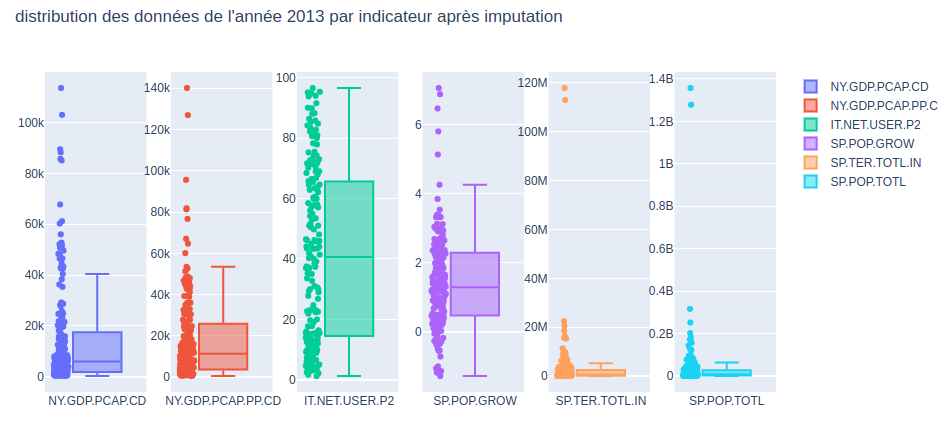 distribution des données de l'année 2013 par indicateur après imputation
0
20k
40k
60k
80k
100k
NY.GDP.PCAP.CD
0
20k
40k
60k
80k
100k
120k
140k
NY.GDP.PCAP.PP.CD
0
20
40
60
80
100
IT.NET.USER.P2
0
2
4
6
SP.POP.GROW
0
20M
40M
60M
80M
100M
120M
SP.TER.TOTL.IN
0
0.2B
0.4B
0.6B
0.8B
1B
1.2B
1.4B
SP.POP.TOTL
NY.GDP.PCAP.CD
NY.GDP.PCAP.PP.C
IT.NET.USER.P2
SP.POP.GROW
SP.TER.TOTL.IN
SP.POP.TOTL